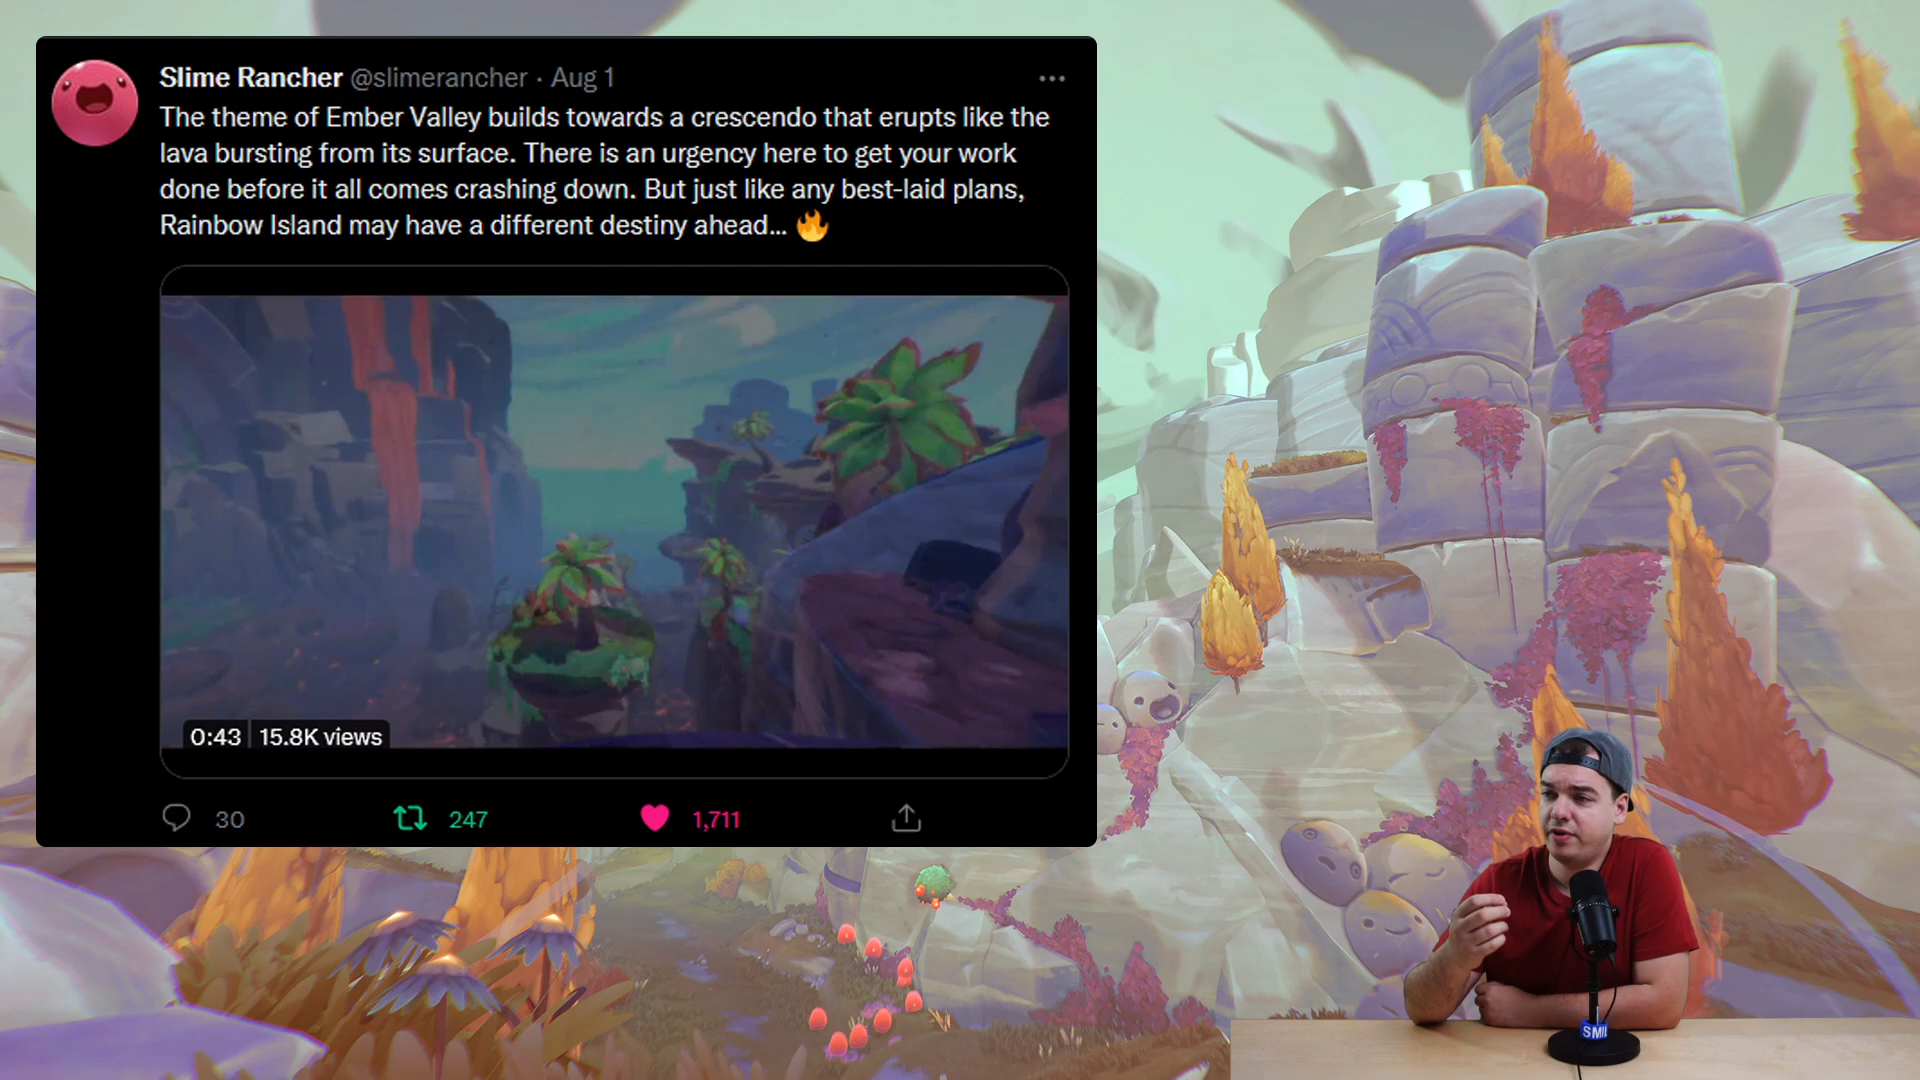 Slime Rancher @slimerancher · Aug 1
The theme of Ember Valley builds towards a crescendo that erupts like the
lava bursting from its surface. There is an urgency here to get your work
done before it all comes crashing down. But just like any best-laid plans,
Rainbow Island may have a different destiny ahead... 🔥
0:43 15.8K views
30 247 1,711
SMII